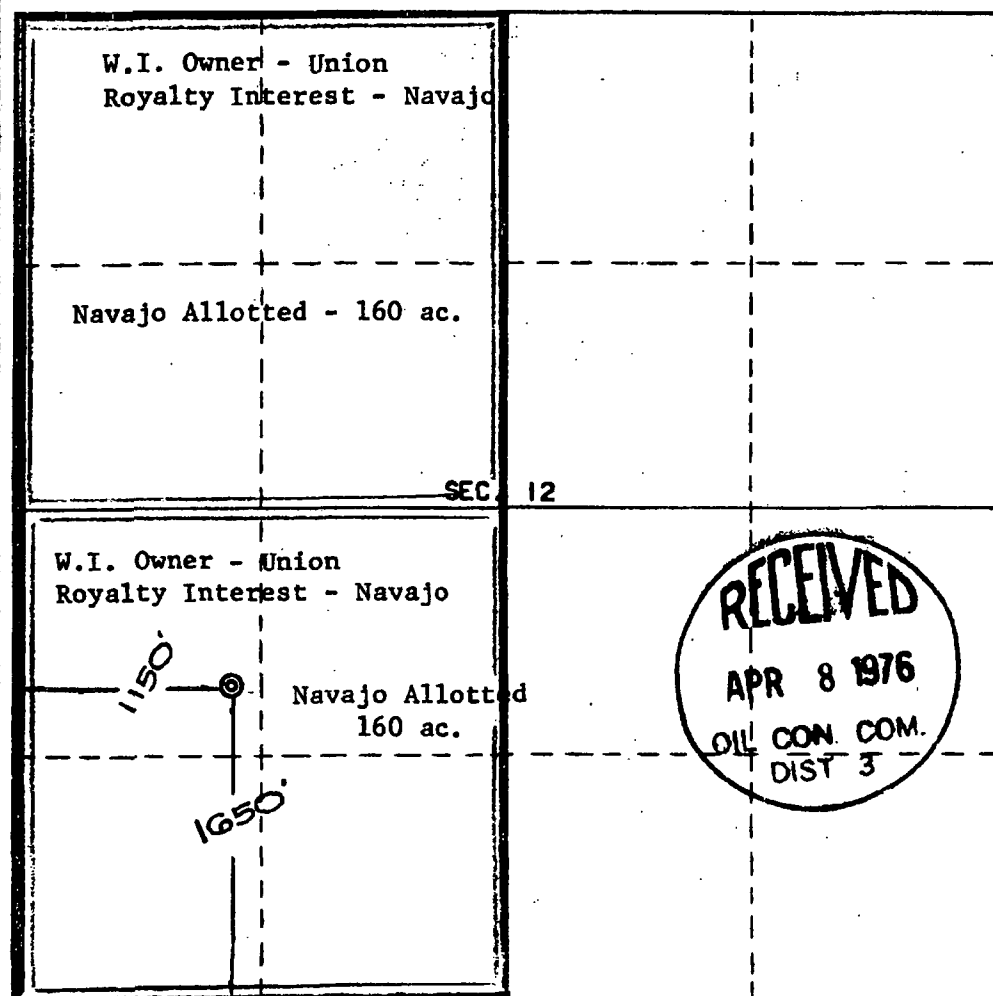 W.I. Owner - Union
Royalty Interest - Navajo
Navajo Allotted - 160 ac.
SEC. 12
W.I. Owner - Union
Royalty Interest - Navajo
1150'
Navajo Allotted
160 ac.
1650'
RECEIVED
APR 8 1976
OIL CON. COM.
DIST 3